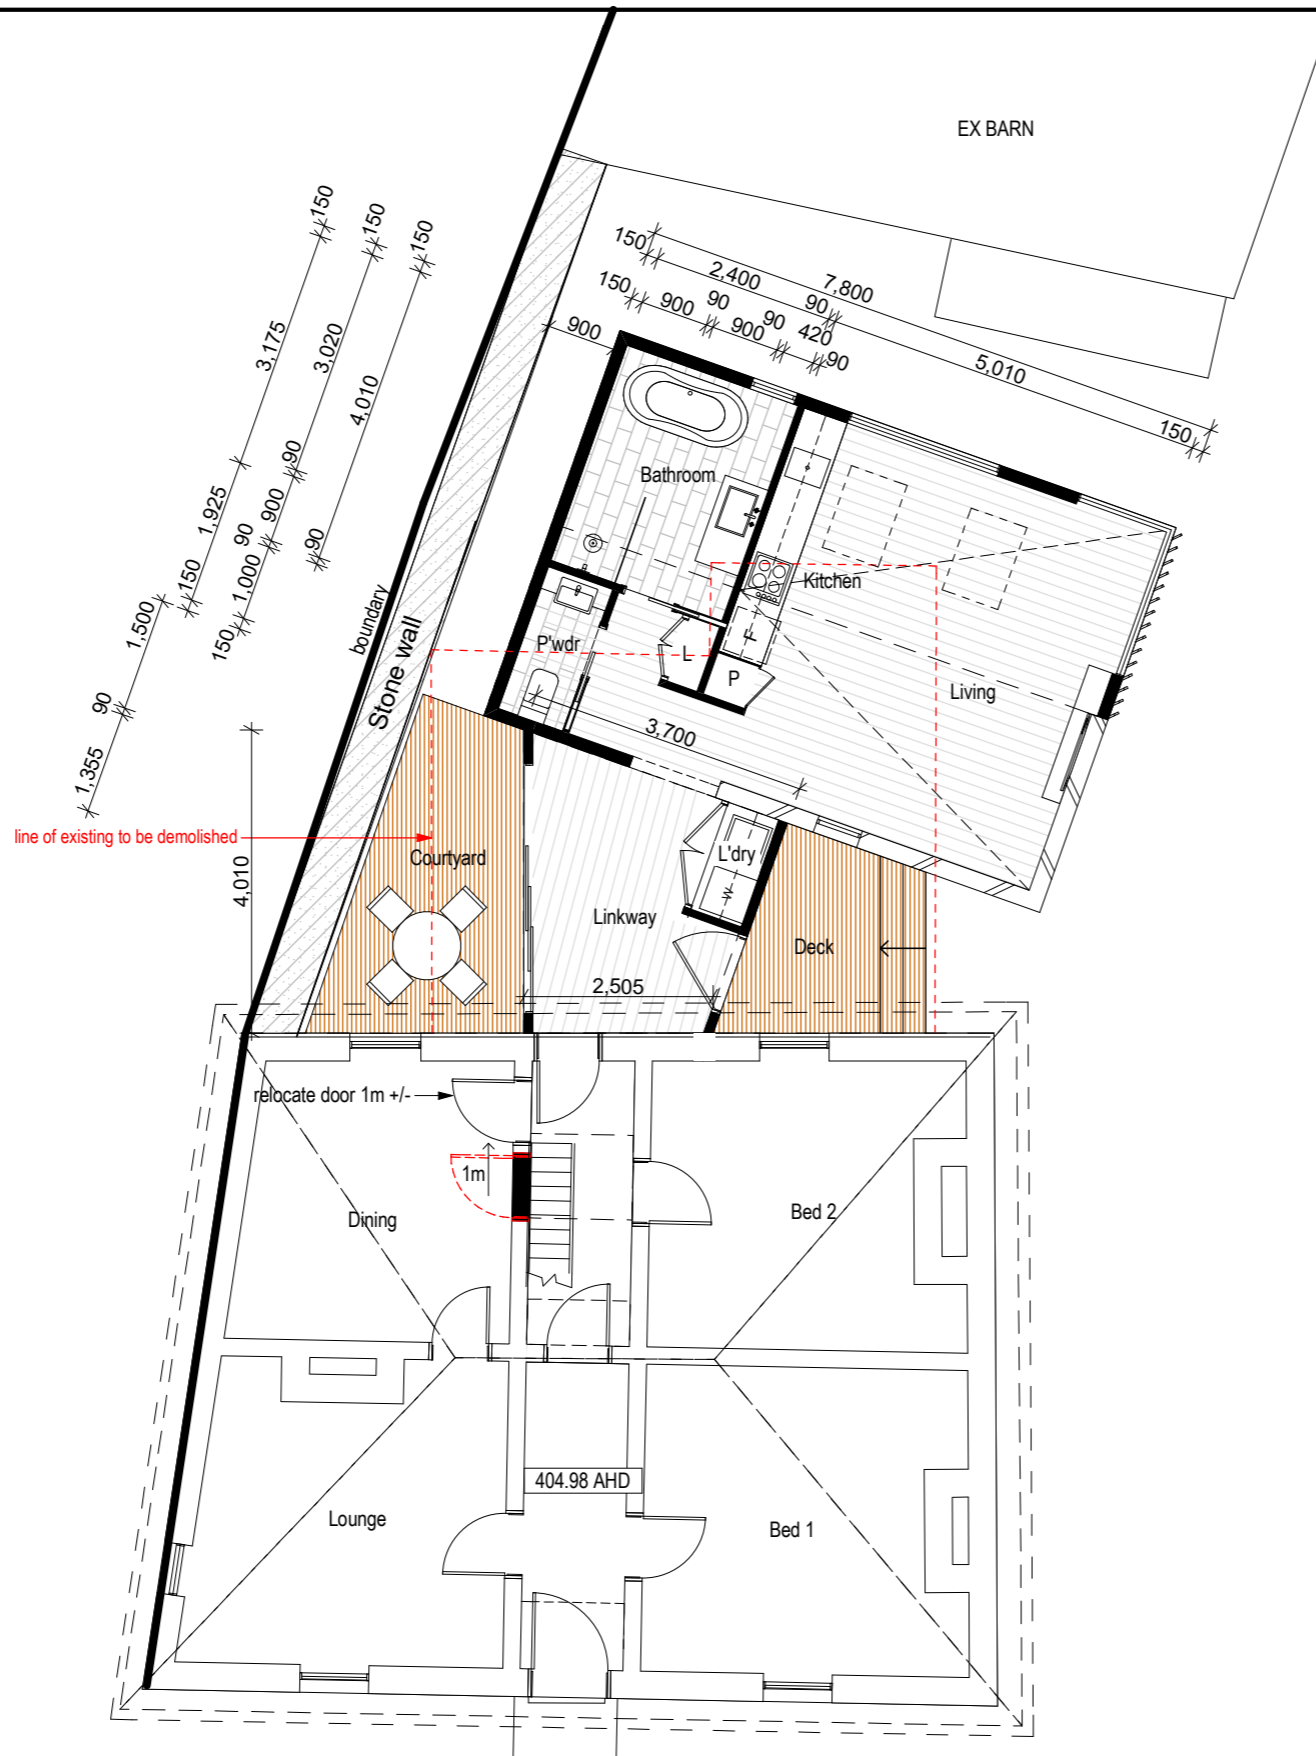 EX BARN
150
150
150
150
7,800
2,400
150
900
90
90
90
420
900
90
900
5,010
150
3,175
3,020
4,010
Bathroom
90
900
1,925
90
90
150
1,000
150
1,500
90
1,355
Kitchen
boundary
Stone wall
P'wdr
L
F
P
Living
3,700
line of existing to be demolished
4,010
Courtyard
L'dry
W
Linkway
Deck
2,505
relocate door 1m +/-
1m
Dining
Bed 2
404.98 AHD
Lounge
Bed 1